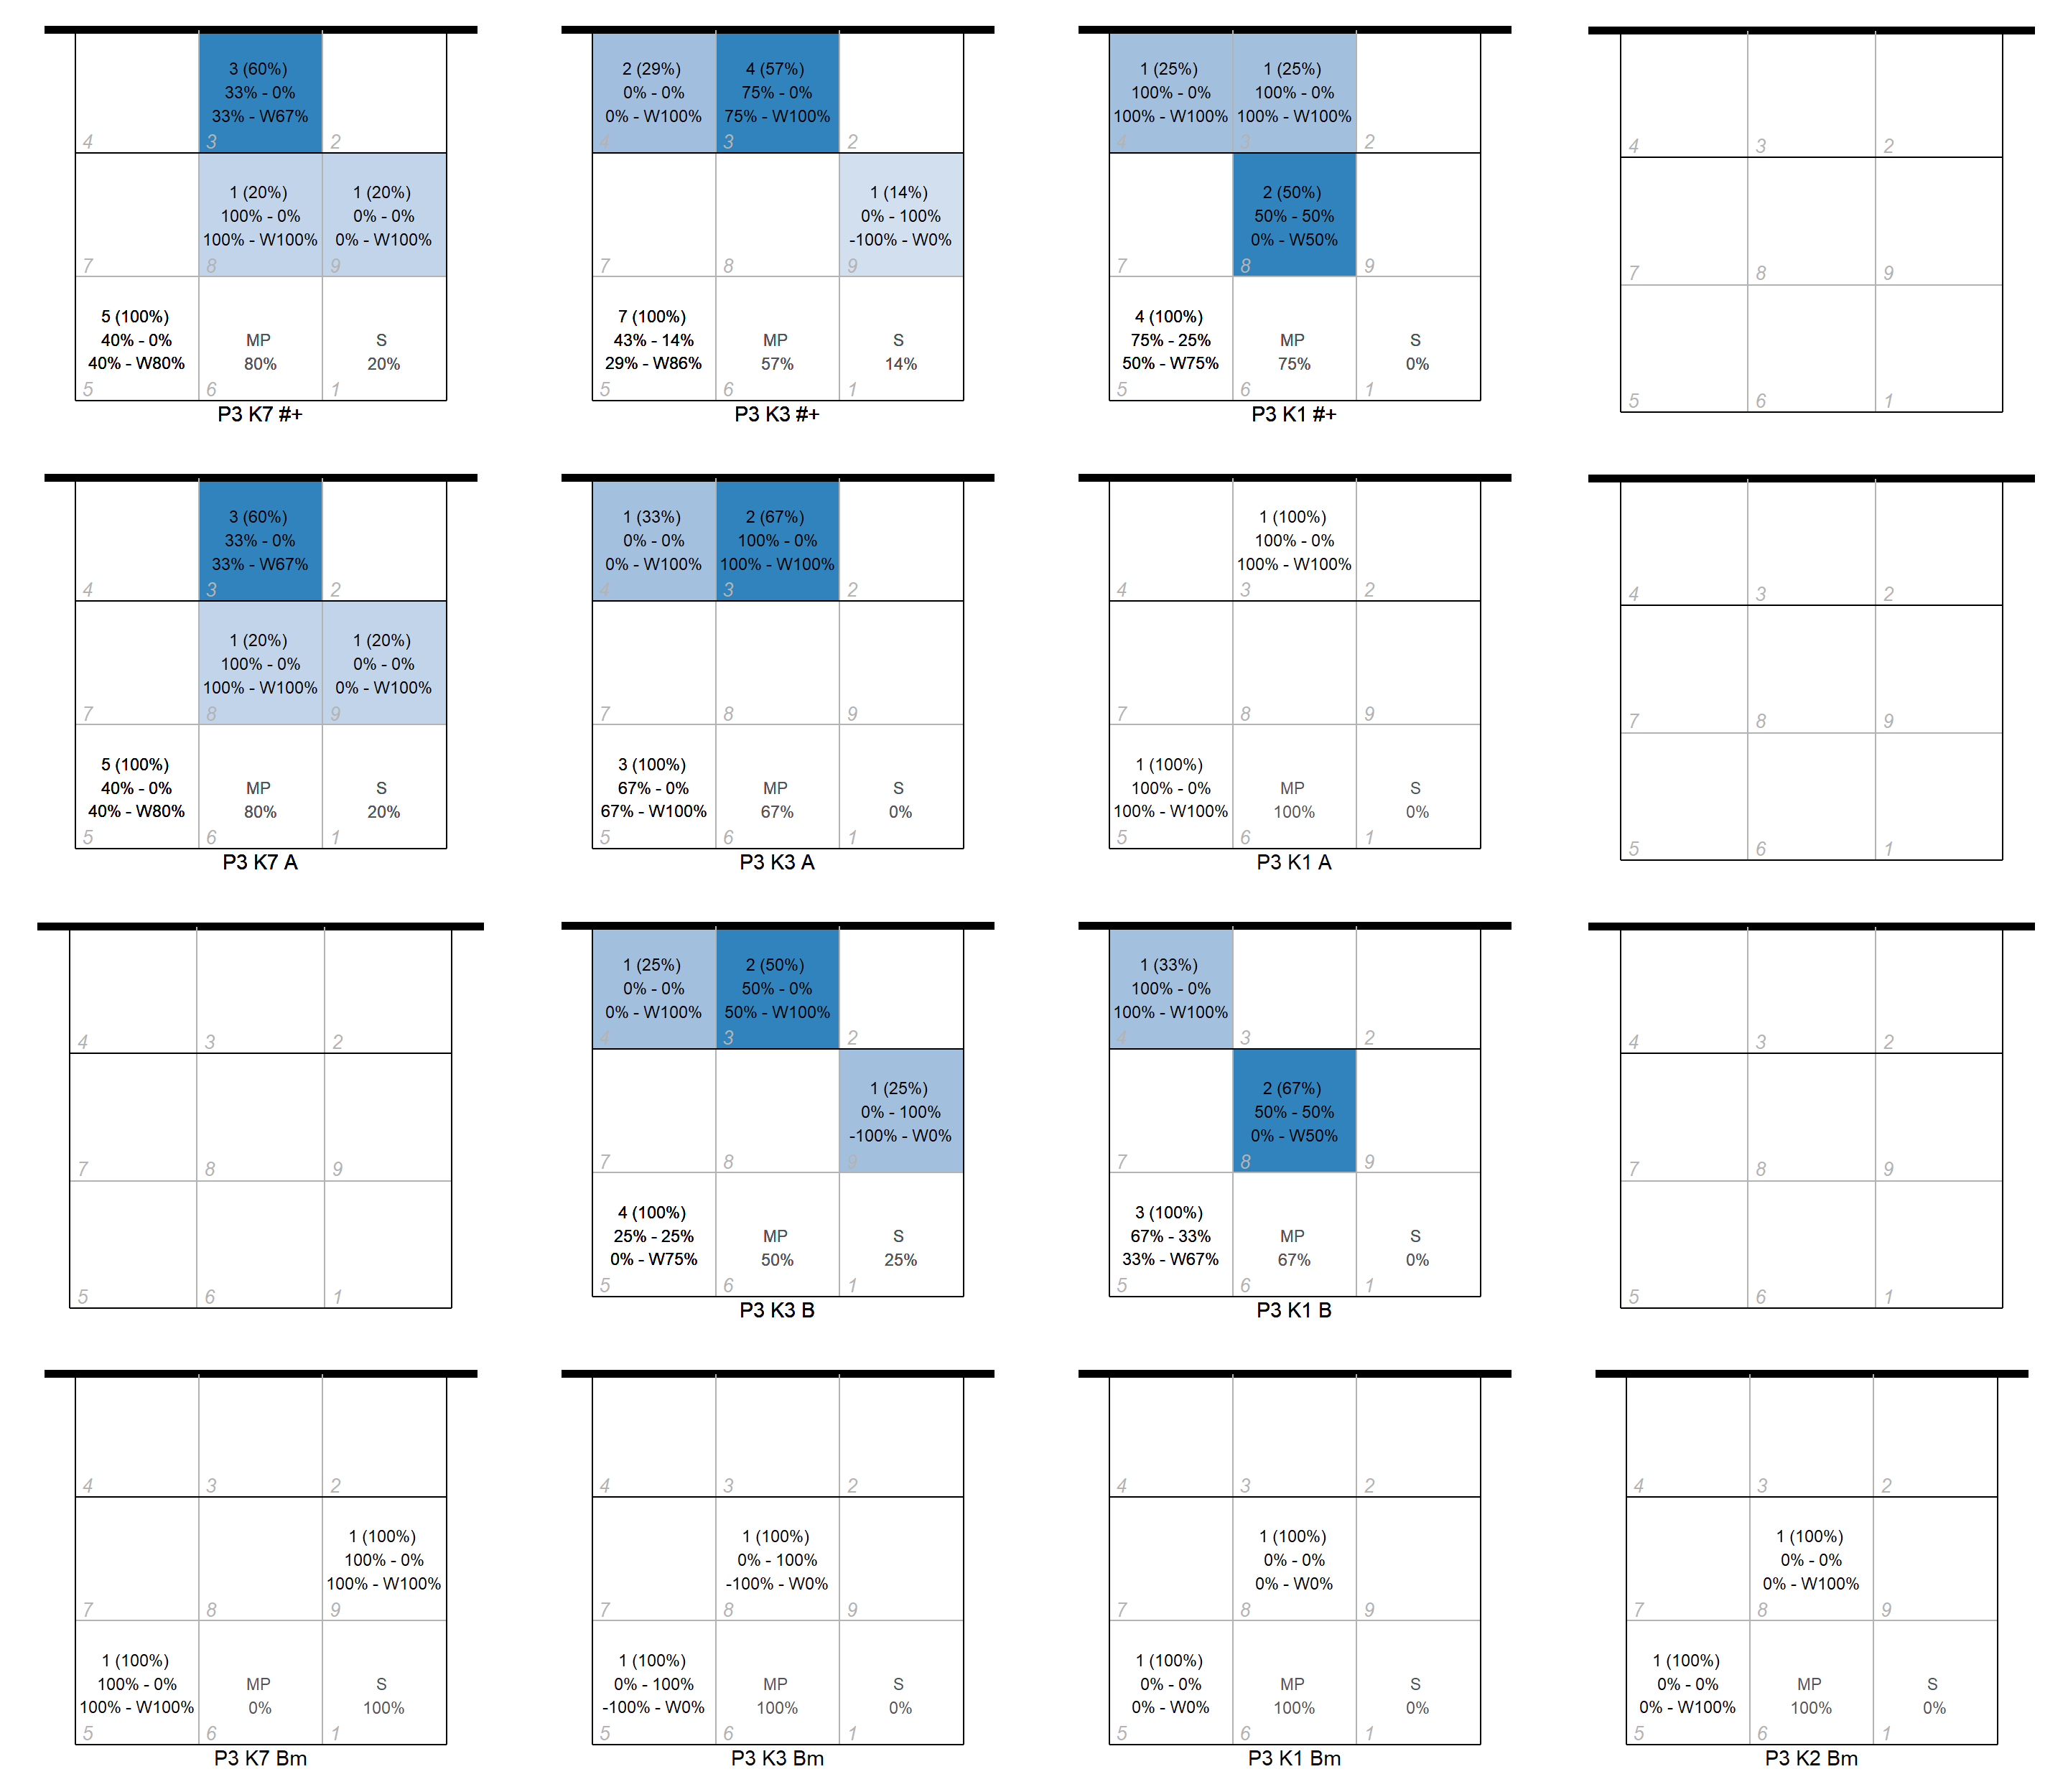 3 (60%)
33% - 0%
33% - W67%
4
3
2
1 (20%)
100% - 0%
100% - W100%
1 (20%)
0% - 0%
0% - W100%
7
8
9
5 (100%)
40% - 0%
40% - W80%
MP
80%
S
20%
5
6
1
P3 K7 #+
2 (29%)
0% - 0%
0% - W100%
4 (57%)
75% - 0%
75% - W100%
4
3
2
1 (14%)
0% - 100%
-100% - W0%
7
8
9
7 (100%)
43% - 14%
29% - W86%
MP
57%
S
14%
5
6
1
P3 K3 #+
1 (25%)
100% - 0%
100% - W100%
1 (25%)
100% - 0%
100% - W100%
4
3
2
2 (50%)
50% - 50%
0% - W50%
7
8
9
4 (100%)
75% - 25%
50% - W75%
MP
75%
S
0%
5
6
1
P3 K1 #+
4
3
2
7
8
9
5
6
1
3 (60%)
33% - 0%
33% - W67%
4
3
2
1 (20%)
100% - 0%
100% - W100%
1 (20%)
0% - 0%
0% - W100%
7
8
9
5 (100%)
40% - 0%
40% - W80%
MP
80%
S
20%
5
6
1
P3 K7 A
1 (33%)
0% - 0%
0% - W100%
2 (67%)
100% - 0%
100% - W100%
4
3
2
7
8
9
3 (100%)
67% - 0%
67% - W100%
MP
67%
S
0%
5
6
1
P3 K3 A
1 (100%)
100% - 0%
100% - W100%
4
3
2
7
8
9
1 (100%)
100% - 0%
100% - W100%
MP
100%
S
0%
5
6
1
P3 K1 A
4
3
2
7
8
9
5
6
1
4
3
2
7
8
9
5
6
1
1 (25%)
0% - 0%
0% - W100%
2 (50%)
50% - 0%
50% - W100%
4
3
2
1 (25%)
0% - 100%
-100% - W0%
7
8
9
4 (100%)
25% - 25%
0% - W75%
MP
50%
S
25%
5
6
1
P3 K3 B
1 (33%)
100% - 0%
100% - W100%
4
3
2
2 (67%)
50% - 50%
0% - W50%
7
8
9
3 (100%)
67% - 33%
33% - W67%
MP
67%
S
0%
5
6
1
P3 K1 B
4
3
2
7
8
9
5
6
1
4
3
2
1 (100%)
100% - 0%
100% - W100%
7
8
9
1 (100%)
100% - 0%
100% - W100%
MP
0%
S
100%
5
6
1
P3 K7 Bm
4
3
2
1 (100%)
0% - 100%
-100% - W0%
7
8
9
1 (100%)
0% - 100%
-100% - W0%
MP
100%
S
0%
5
6
1
P3 K3 Bm
4
3
2
1 (100%)
0% - 0%
0% - W0%
7
8
9
1 (100%)
0% - 0%
0% - W0%
MP
100%
S
0%
5
6
1
P3 K1 Bm
4
3
2
1 (100%)
0% - 0%
0% - W100%
7
8
9
1 (100%)
0% - 0%
0% - W100%
MP
100%
S
0%
5
6
1
P3 K2 Bm